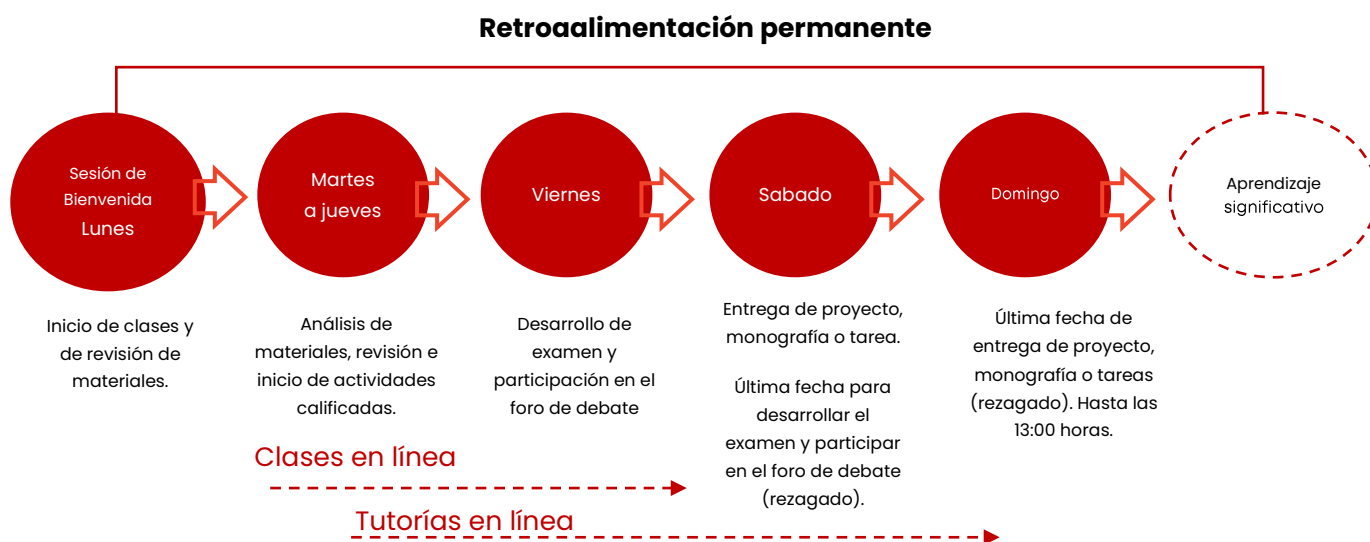 Retroaalimentación permanente
Sesión de
Bienvenida
Lunes
Martes
a jueves
Viernes
Sabado
Domingo
Aprendizaje
significativo
Inicio de clases y
de revisión de
materiales.
Análisis de
materiales, revisión e
inicio de actividades
calificadas.
Desarrollo de
examen y
participación en el
foro de debate
Entrega de proyecto,
monografía o tarea.
Última fecha para
desarrollar el
examen y participar
en el foro de debate
(rezagado).
Última fecha de
entrega de proyecto,
monografía o tareas
(rezagado). Hasta las
13:00 horas.
Clases en línea
Tutorías en línea